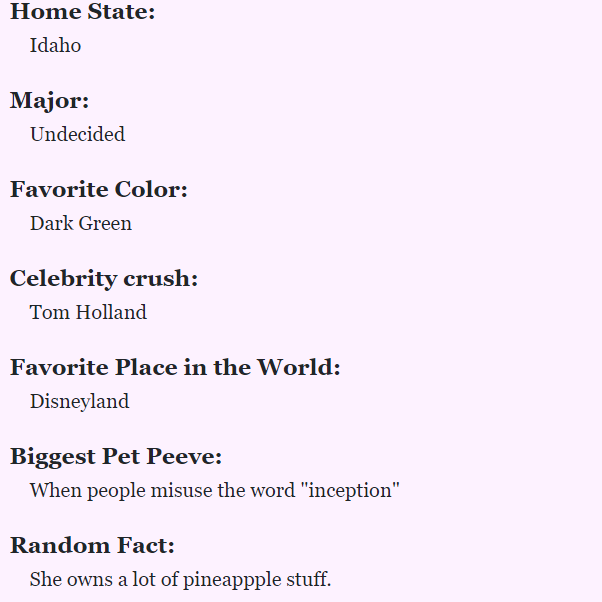 Home State:
Idaho
Major:
Undecided
Favorite Color:
Dark Green
Celebrity crush:
Tom Holland
Favorite Place in the World:
Disneyland
Biggest Pet Peeve:
When people misuse the word "inception"
Random Fact:
She owns a lot of pineappple stuff.